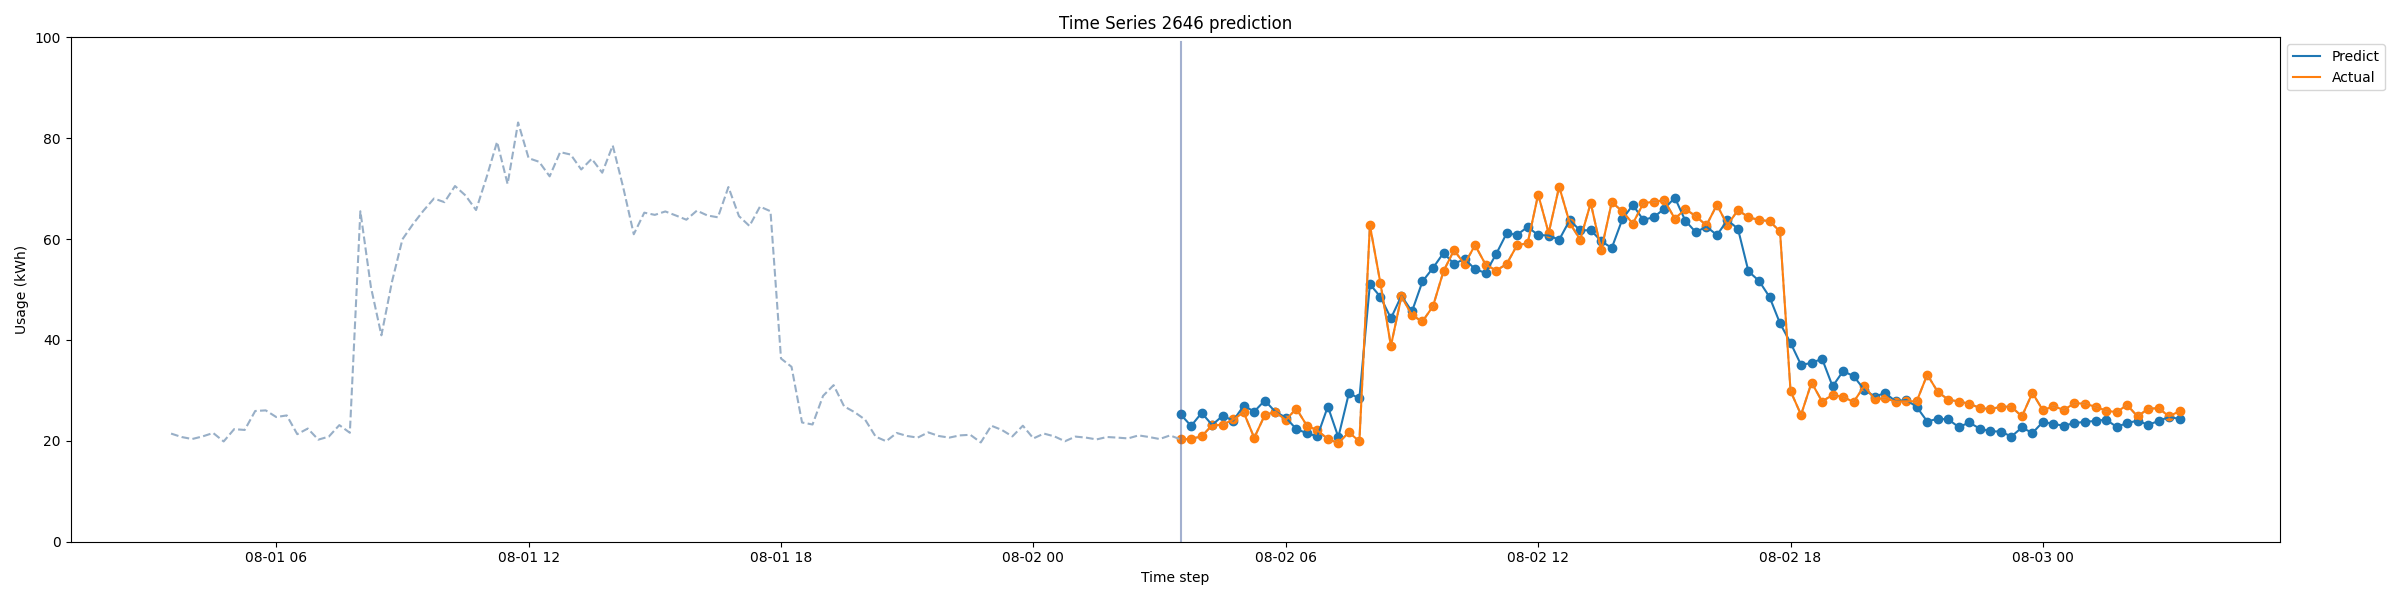 Time Series 2646 prediction
100
80
60
40
20
0
Usage (kWh)
08-01 06
08-01 12
08-01 18
08-02 00
08-02 06
08-02 12
08-02 18
08-03 00
Time step
Predict
Actual